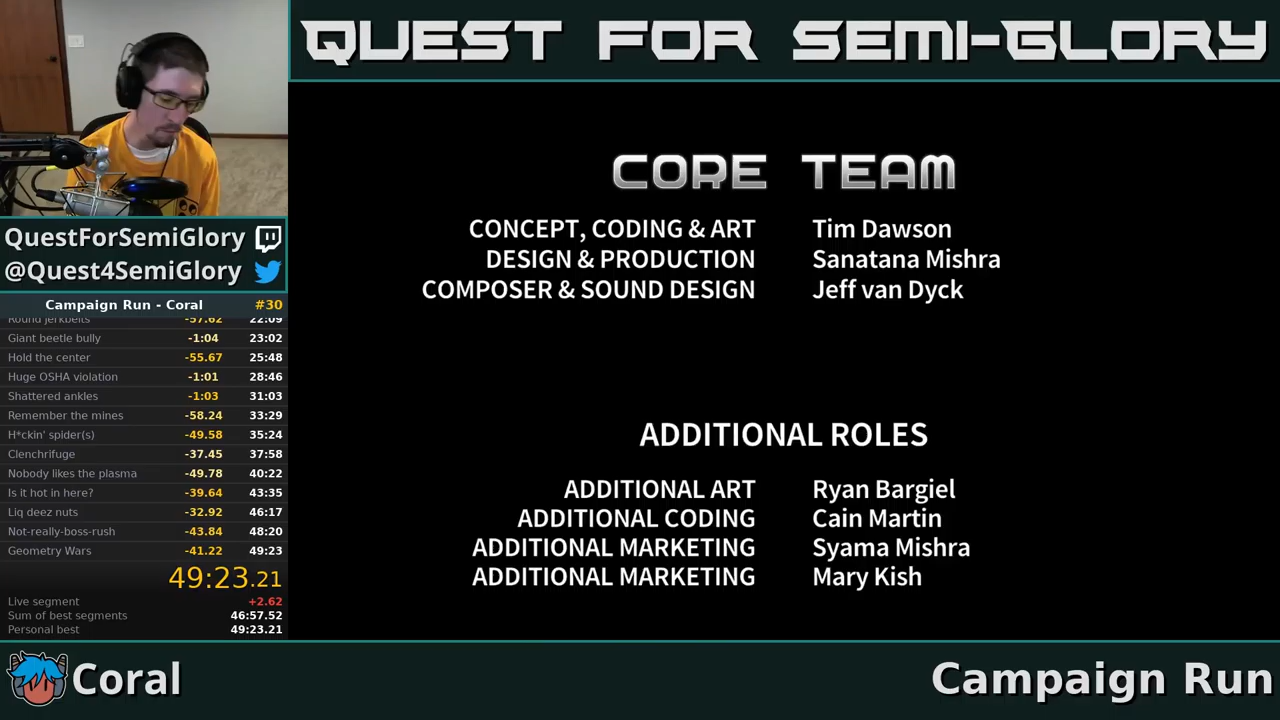 QUEST FOR SEMI-GLORY
QuestForSemiGlory
@Quest4SemiGlory
Campaign Run - Coral #30
Round jerkbelts -57.62 22:09
Giant beetle bully -1:04 23:02
Hold the center -55.67 25:48
Huge OSHA violation -1:01 28:46
Shattered ankles -1:03 31:03
Remember the mines -58.24 33:29
H*ckin' spider(s) -49.58 35:24
Clenchrifuge -37.45 37:58
Nobody likes the plasma -49.78 40:22
Is it hot in here? -39.64 43:35
Liq deez nuts -32.92 46:17
Not-really-boss-rush -43.84 48:20
Geometry Wars -41.22 49:23
49:23.21
Live segment +2.62
Sum of best segments 46:57.52
Personal best 49:23.21
CORE TEAM
CONCEPT, CODING & ART Tim Dawson
DESIGN & PRODUCTION Sanatana Mishra
COMPOSER & SOUND DESIGN Jeff van Dyck
ADDITIONAL ROLES
ADDITIONAL ART Ryan Bargiel
ADDITIONAL CODING Cain Martin
ADDITIONAL MARKETING Syama Mishra
ADDITIONAL MARKETING Mary Kish
Coral
Campaign Run